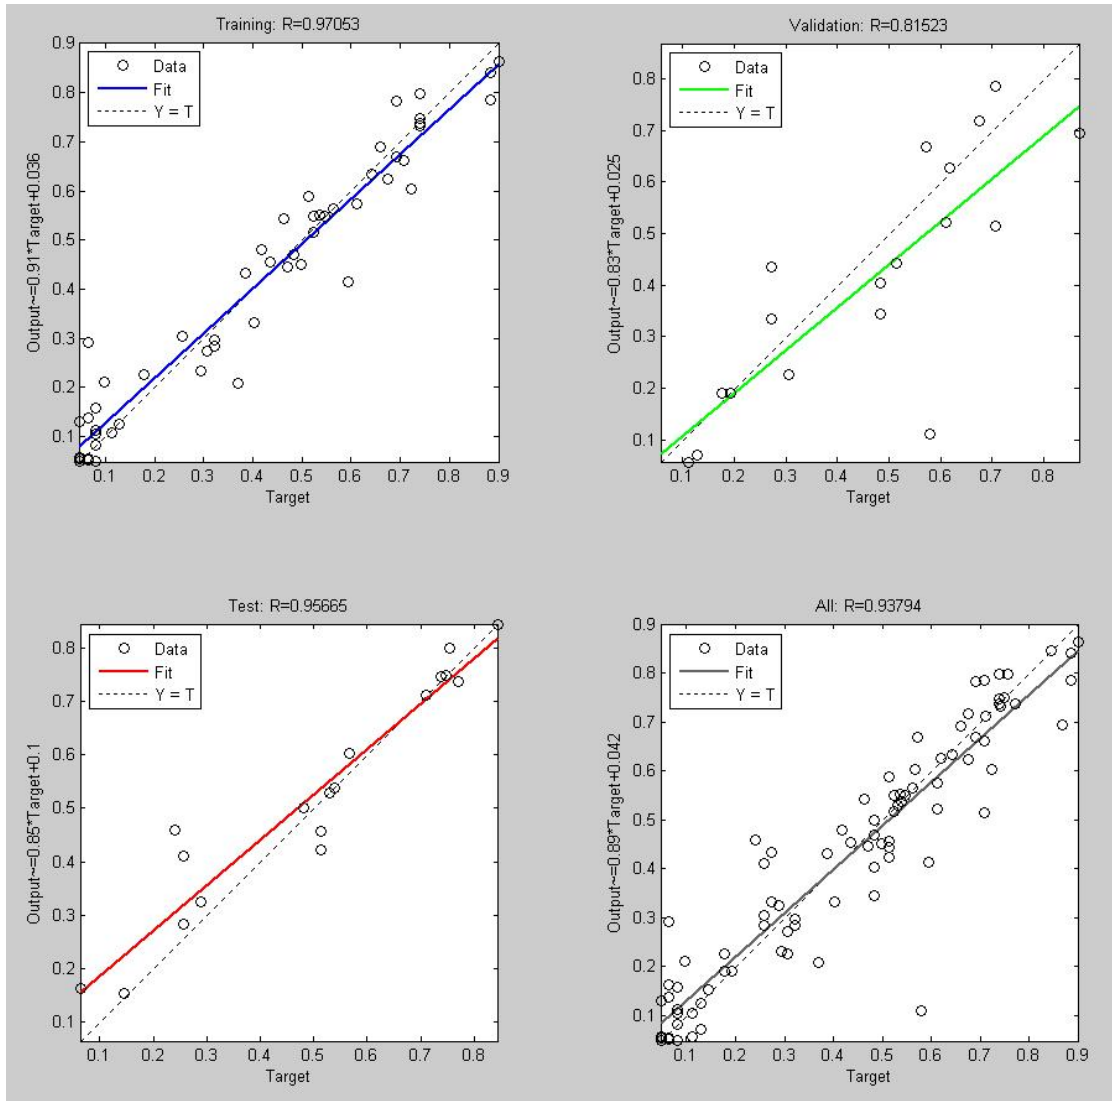 Training: R=0.97053
Data
Fit
Y = T
Output~=0.91*Target+0.036
0.9
0.8
0.7
0.6
0.5
0.4
0.3
0.2
0.1
0.1 0.2 0.3 0.4 0.5 0.6 0.7 0.8 0.9
Target
Validation: R=0.81523
Data
Fit
Y = T
Output~=0.83*Target+0.025
0.8
0.7
0.6
0.5
0.4
0.3
0.2
0.1
0.1 0.2 0.3 0.4 0.5 0.6 0.7 0.8
Target
Test: R=0.95665
Data
Fit
Y = T
Output~=0.85*Target+0.1
0.8
0.7
0.6
0.5
0.4
0.3
0.2
0.1
0.1 0.2 0.3 0.4 0.5 0.6 0.7 0.8
Target
All: R=0.93794
Data
Fit
Y = T
Output~=0.89*Target+0.042
0.9
0.8
0.7
0.6
0.5
0.4
0.3
0.2
0.1
0.1 0.2 0.3 0.4 0.5 0.6 0.7 0.8 0.9
Target